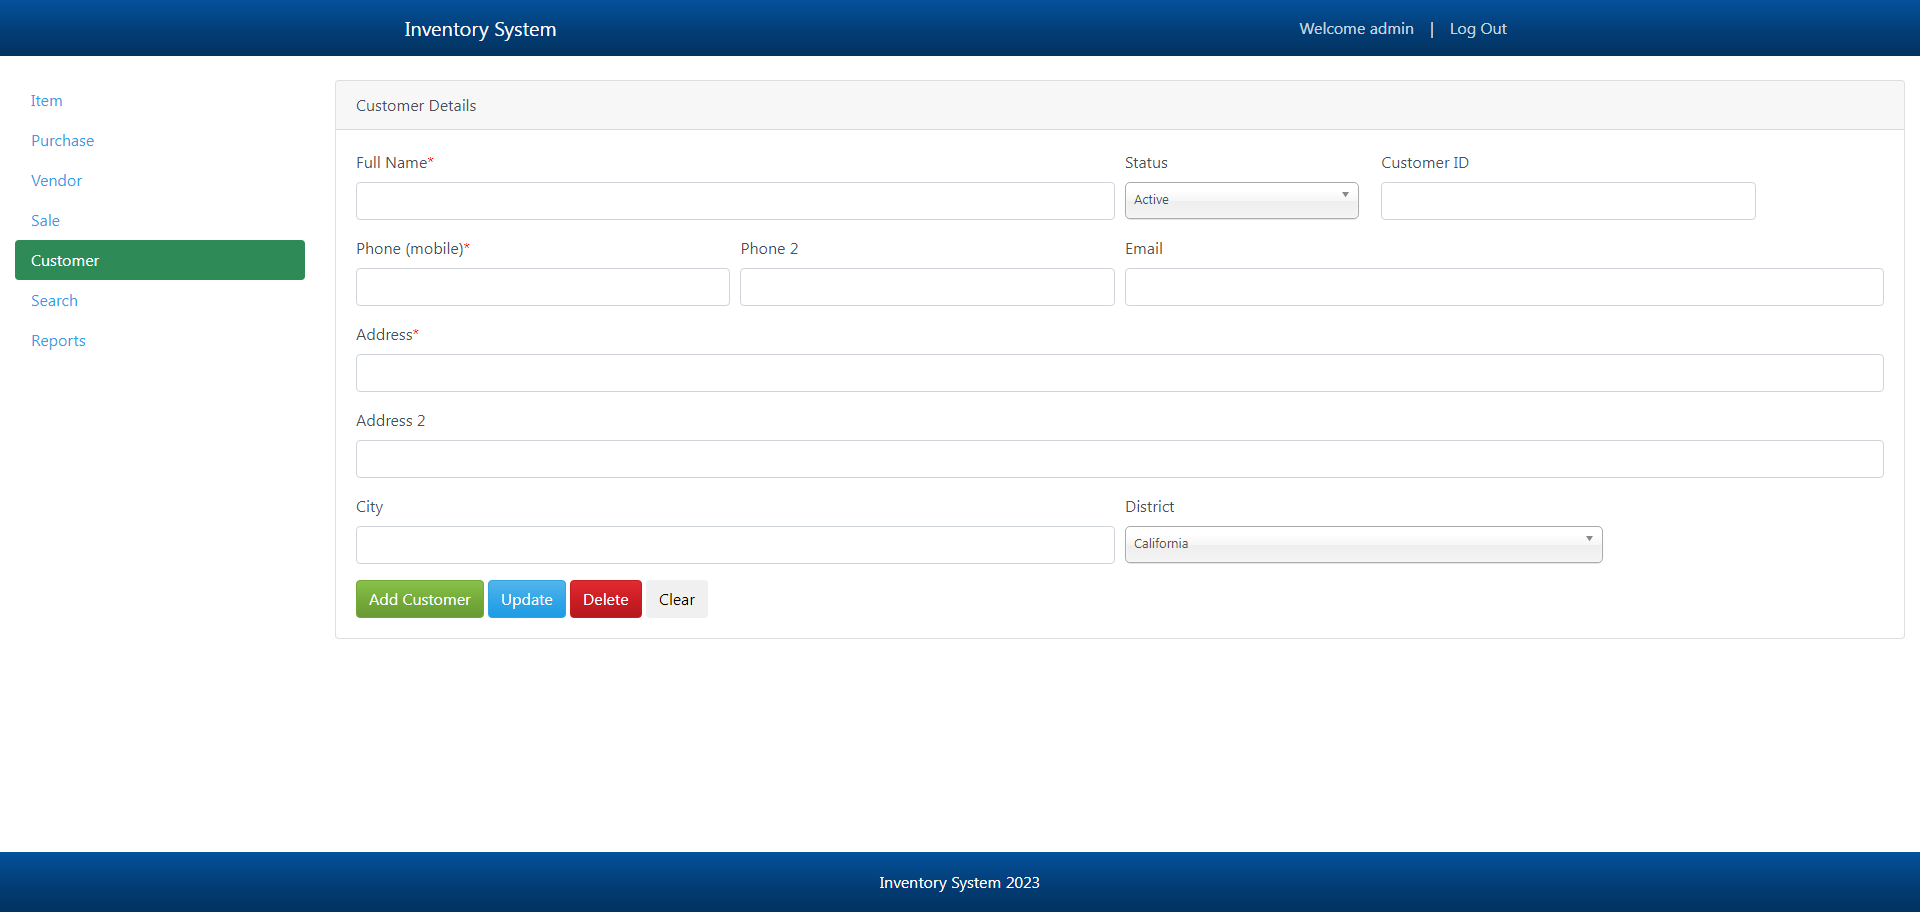 Inventory System
Welcome admin | Log Out
Item
Purchase
Vendor
Sale
Customer
Search
Reports
Customer Details
Full Name*
Status
Customer ID
Active
Phone (mobile)*
Phone 2
Email
Address*
Address 2
City
District
California
Add Customer
Update
Delete
Clear
Inventory System 2023